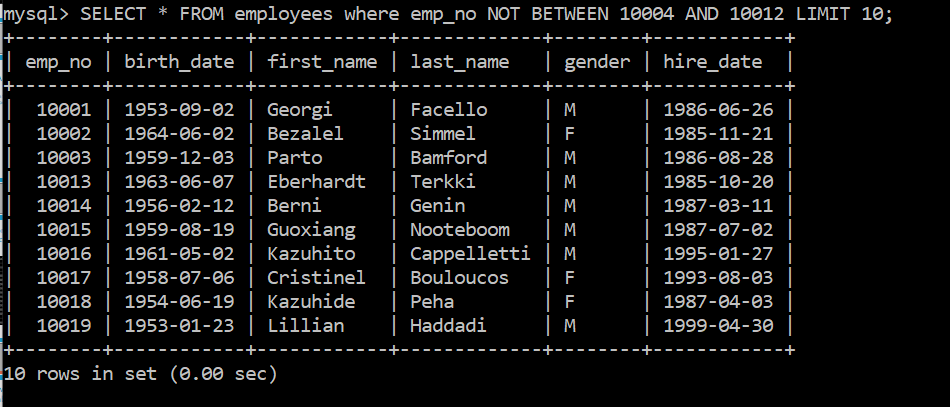 mysql> SELECT * FROM employees where emp_no NOT BETWEEN 10004 AND 10012 LIMIT 10;
+--------+------------+------------+-------------+--------+------------+
| emp_no | birth_date | first_name | last_name   | gender | hire_date  |
+--------+------------+------------+-------------+--------+------------+
|  10001 | 1953-09-02 | Georgi     | Facello     | M      | 1986-06-26 |
|  10002 | 1964-06-02 | Bezalel    | Simmel      | F      | 1985-11-21 |
|  10003 | 1959-12-03 | Parto      | Bamford     | M      | 1986-08-28 |
|  10013 | 1963-06-07 | Eberhardt  | Terkki      | M      | 1985-10-20 |
|  10014 | 1956-02-12 | Berni      | Genin       | M      | 1987-03-11 |
|  10015 | 1959-08-19 | Guoxiang   | Nooteboom   | M      | 1987-07-02 |
|  10016 | 1961-05-02 | Kazuhito   | Cappelletti | M      | 1995-01-27 |
|  10017 | 1958-07-06 | Cristinel  | Bouloucos   | F      | 1993-08-03 |
|  10018 | 1954-06-19 | Kazuhide   | Peha        | F      | 1987-04-03 |
|  10019 | 1953-01-23 | Lillian    | Haddadi     | M      | 1999-04-30 |
+--------+------------+------------+-------------+--------+------------+
10 rows in set (0.00 sec)